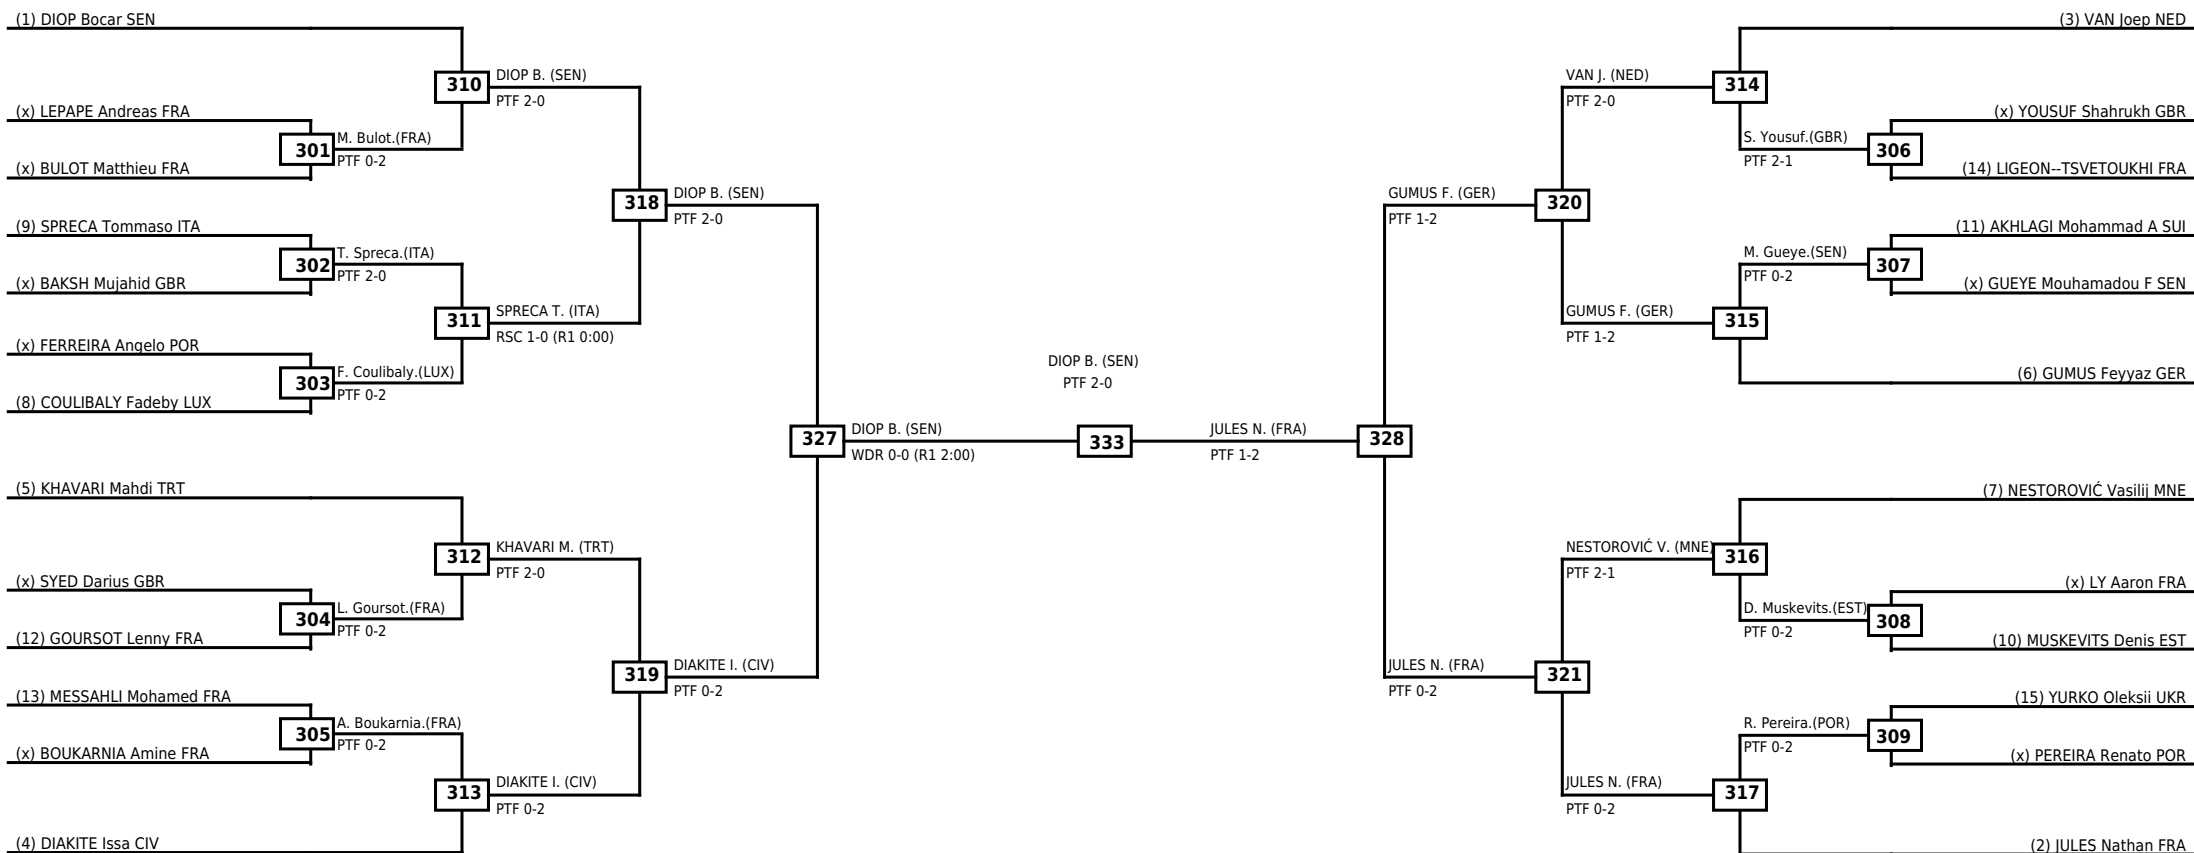 (1) DIOP Bocar SEN
(x) LEPAPE Andreas FRA
(x) BULOT Matthieu FRA
(9) SPRECA Tommaso ITA
(x) BAKSH Mujahid GBR
(x) FERREIRA Angelo POR
(8) COULIBALY Fadeby LUX
(5) KHAVARI Mahdi TRT
(x) SYED Darius GBR
(12) GOURSOT Lenny FRA
(13) MESSAHLI Mohamed FRA
(x) BOUKARNIA Amine FRA
(4) DIAKITE Issa CIV
301
M. Bulot.(FRA)
PTF 0-2
302
T. Spreca.(ITA)
PTF 2-0
303
F. Coulibaly.(LUX)
PTF 0-2
304
L. Goursot.(FRA)
PTF 0-2
305
A. Boukarnia.(FRA)
PTF 0-2
310
DIOP B. (SEN)
PTF 2-0
311
SPRECA T. (ITA)
RSC 1-0 (R1 0:00)
312
KHAVARI M. (TRT)
PTF 2-0
313
DIAKITE I. (CIV)
PTF 0-2
318
DIOP B. (SEN)
PTF 2-0
319
DIAKITE I. (CIV)
PTF 0-2
327
DIOP B. (SEN)
WDR 0-0 (R1 2:00)
DIOP B. (SEN)
PTF 2-0
333
JULES N. (FRA)
PTF 1-2
328
GUMUS F. (GER)
PTF 1-2
320
JULES N. (FRA)
PTF 0-2
321
VAN J. (NED)
PTF 2-0
314
GUMUS F. (GER)
PTF 1-2
315
NESTOROVIĆ V. (MNE)
PTF 2-1
316
JULES N. (FRA)
PTF 0-2
317
S. Yousuf.(GBR)
PTF 2-1
306
M. Gueye.(SEN)
PTF 0-2
307
D. Muskevits.(EST)
PTF 0-2
308
R. Pereira.(POR)
PTF 0-2
309
(3) VAN Joep NED
(x) YOUSUF Shahrukh GBR
(14) LIGEON--TSVETOUKHI FRA
(11) AKHLAGI Mohammad A SUI
(x) GUEYE Mouhamadou F SEN
(6) GUMUS Feyyaz GER
(7) NESTOROVIĆ Vasilij MNE
(x) LY Aaron FRA
(10) MUSKEVITS Denis EST
(15) YURKO Oleksii UKR
(x) PEREIRA Renato POR
(2) JULES Nathan FRA